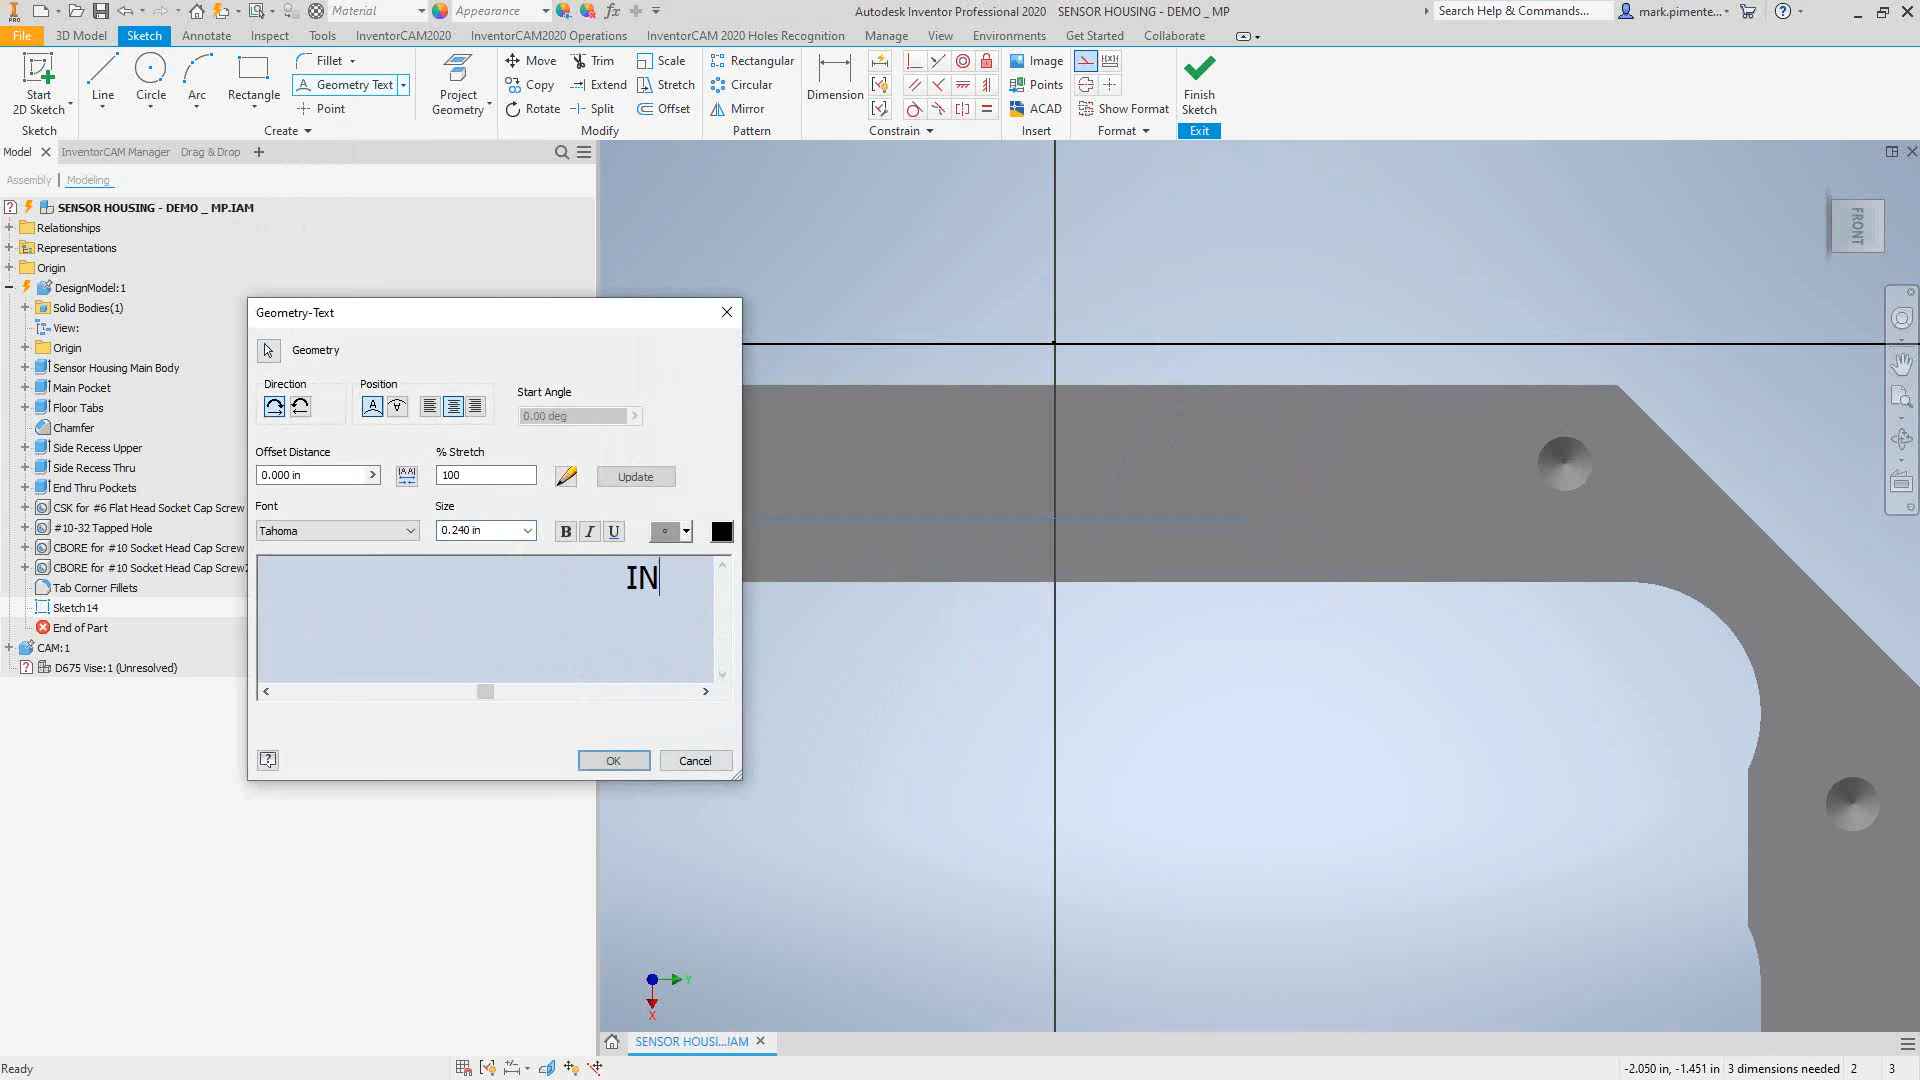 PRO
Material
Appearance
fx
Autodesk Inventor Professional 2020 SENSOR HOUSING - DEMO _ MP
Search Help & Commands...
mark.pimente...
File
3D Model
Sketch
Annotate
Inspect
Tools
InventorCAM2020
InventorCAM2020 Operations
InventorCAM 2020 Holes Recognition
Manage
View
Environments
Get Started
Collaborate
Start
2D Sketch
Line
Circle
Arc
Rectangle
Fillet
Geometry Text
Point
Project
Geometry
Move
Copy
Rotate
Trim
Extend
Split
Scale
Stretch
Offset
Rectangular
Circular
Mirror
Dimension
Image
Points
ACAD
Show Format
Finish
Sketch
Sketch
Create
Modify
Pattern
Constrain
Insert
Format
Exit
Model
InventorCAM Manager
Drag & Drop
Assembly
Modeling
SENSOR HOUSING - DEMO _ MP.IAM
Relationships
Representations
Origin
DesignModel:1
Solid Bodies(1)
View:
Origin
Sensor Housing Main Body
Main Pocket
Floor Tabs
Chamfer
Side Recess Upper
Side Recess Thru
End Thru Pockets
CSK for #6 Flat Head Socket Cap Screw
#10-32 Tapped Hole
CBORE for #10 Socket Head Cap Screw
CBORE for #10 Socket Head Cap Screw2
Tab Corner Fillets
Sketch14
End of Part
CAM:1
D675 Vise:1 (Unresolved)
Geometry-Text
Geometry
Direction
Position
Start Angle
0.00 deg
Offset Distance
% Stretch
0.000 in
100
Update
Font
Size
Tahoma
0.240 in
B I U
IN
OK
Cancel
FRONT
Y
X
SENSOR HOUSI...IAM
Ready
-2.050 in, -1.451 in
3 dimensions needed
2
3